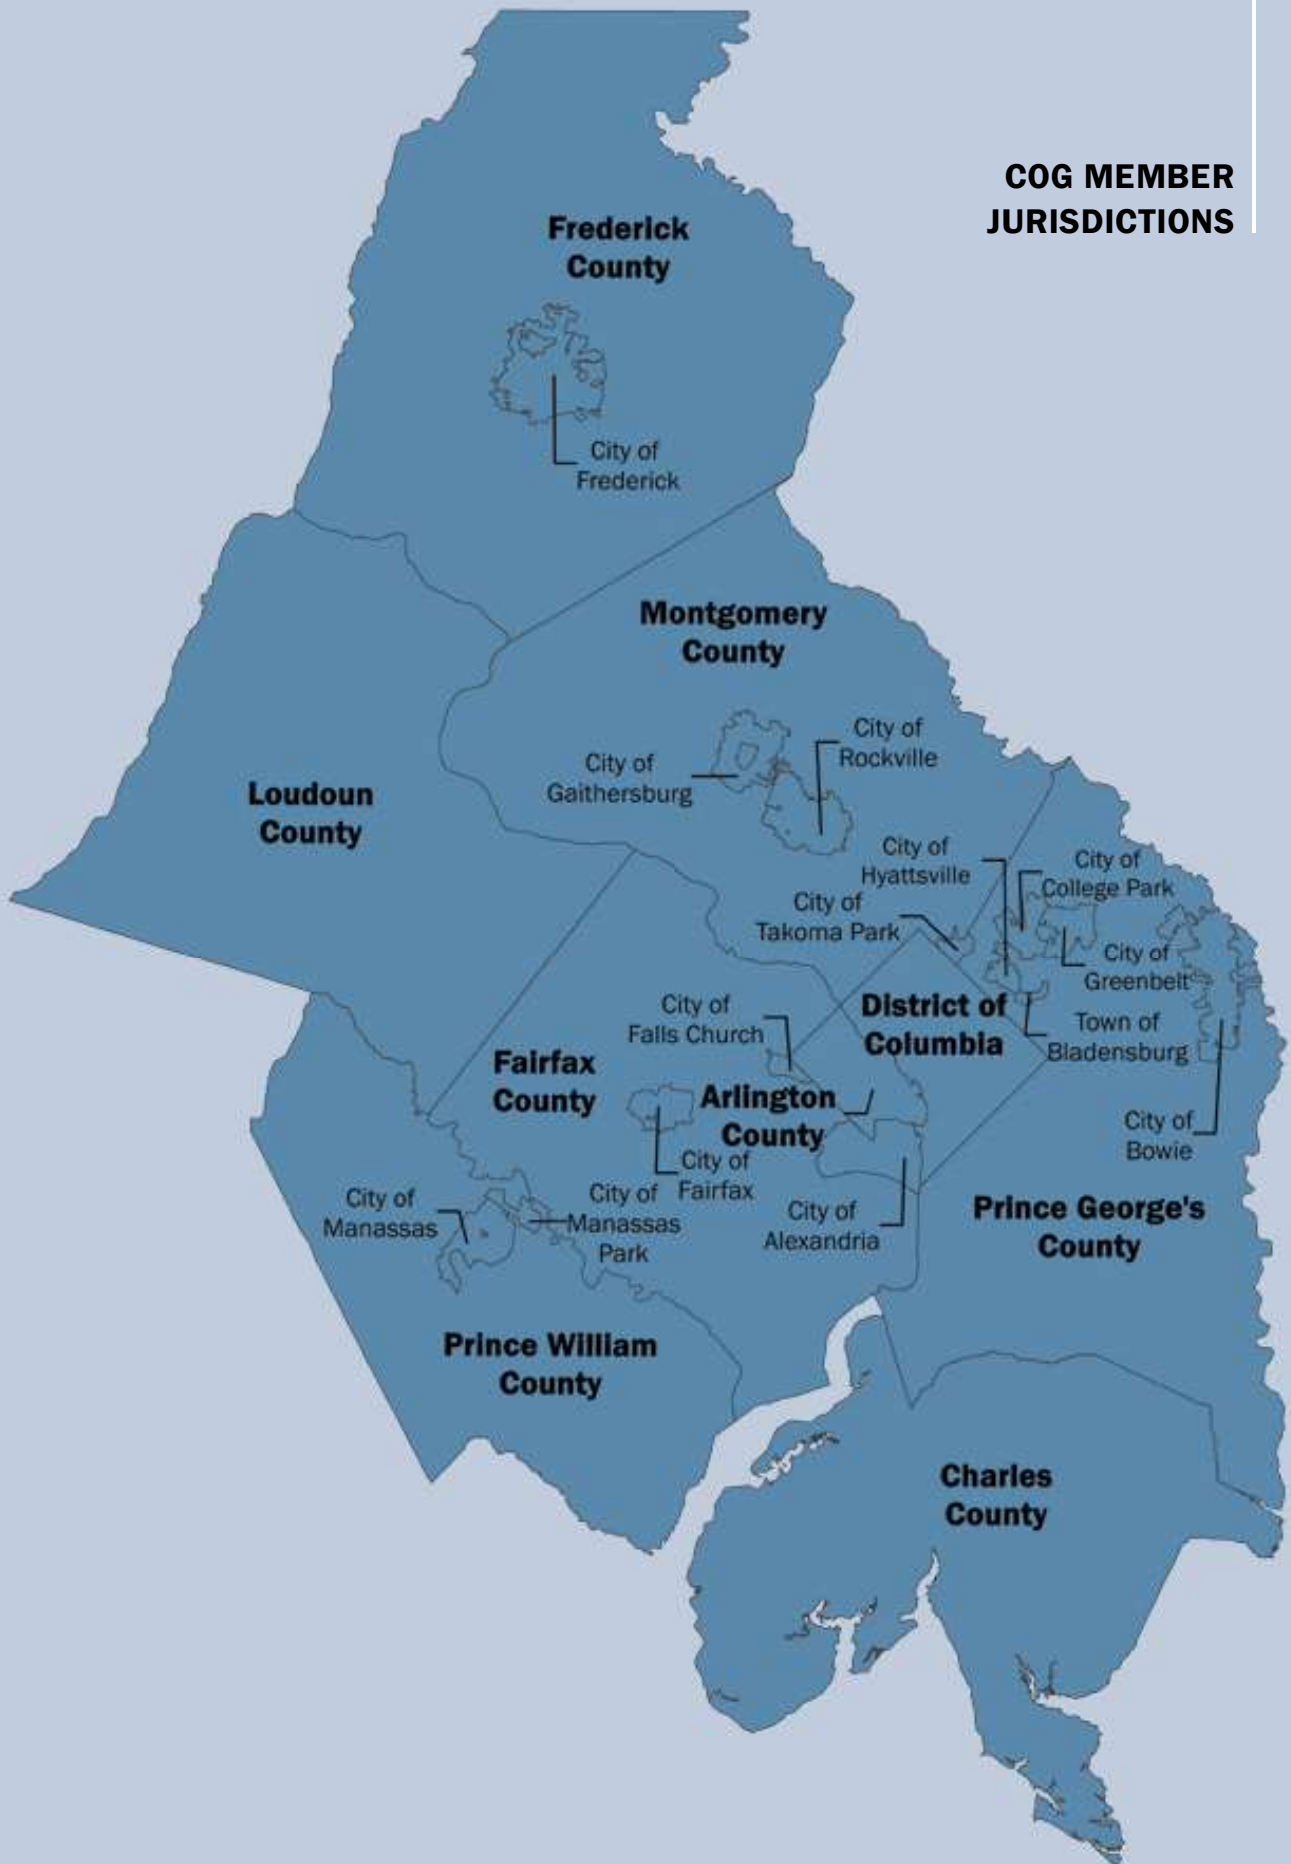 COG MEMBER
JURISDICTIONS
Frederick
County
City of
Frederick
Montgomery
County
City of
Rockville
City of
Gaithersburg
Loudoun
County
City of
Hyattsville
City of
College Park
City of
Takoma Park
City of
Greenbelt
District of
Columbia
City of
Falls Church
Town of
Bladensburg
Fairfax
County
Arlington
County
City of
Bowie
City of
Fairfax
City of
Manassas
City of
Manassas
Park
City of
Alexandria
Prince George's
County
Prince William
County
Charles
County